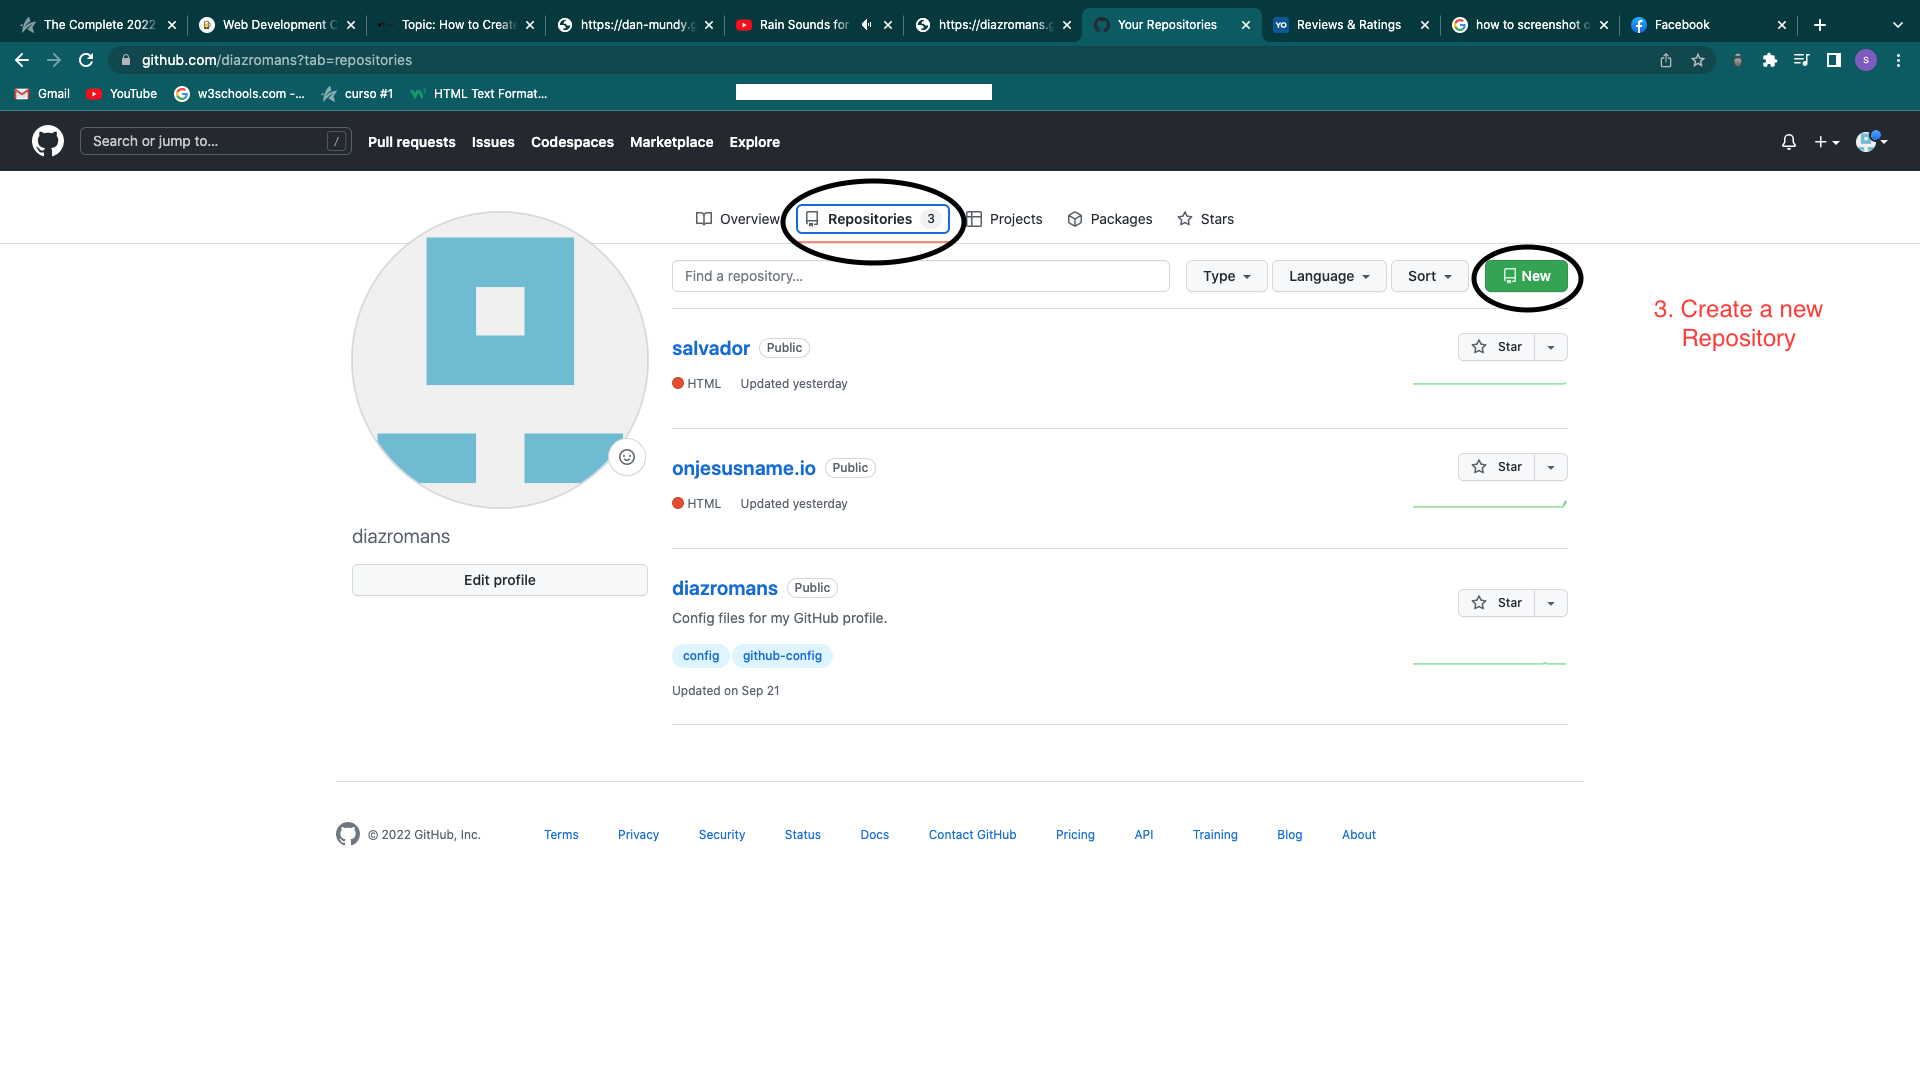 The Complete 2022
Web Development C
Topic: How to Create
https://dan-mundy.g
Rain Sounds for
https://diazromans.g
Your Repositories
YO Reviews & Ratings
how to screenshot o
Facebook
github.com/diazromans?tab=repositories
S
Gmail
YouTube
w3schools.com -...
curso #1
HTML Text Format...
Search or jump to... /
Pull requests
Issues
Codespaces
Marketplace
Explore
Overview
Repositories 3
Projects
Packages
Stars
Find a repository...
Type
Language
Sort
New
3. Create a new
Repository
salvador Public
Star
HTML Updated yesterday
onjesusname.io Public
Star
HTML Updated yesterday
diazromans
Edit profile
diazromans Public
Star
Config files for my GitHub profile.
config github-config
Updated on Sep 21
© 2022 GitHub, Inc.
Terms
Privacy
Security
Status
Docs
Contact GitHub
Pricing
API
Training
Blog
About